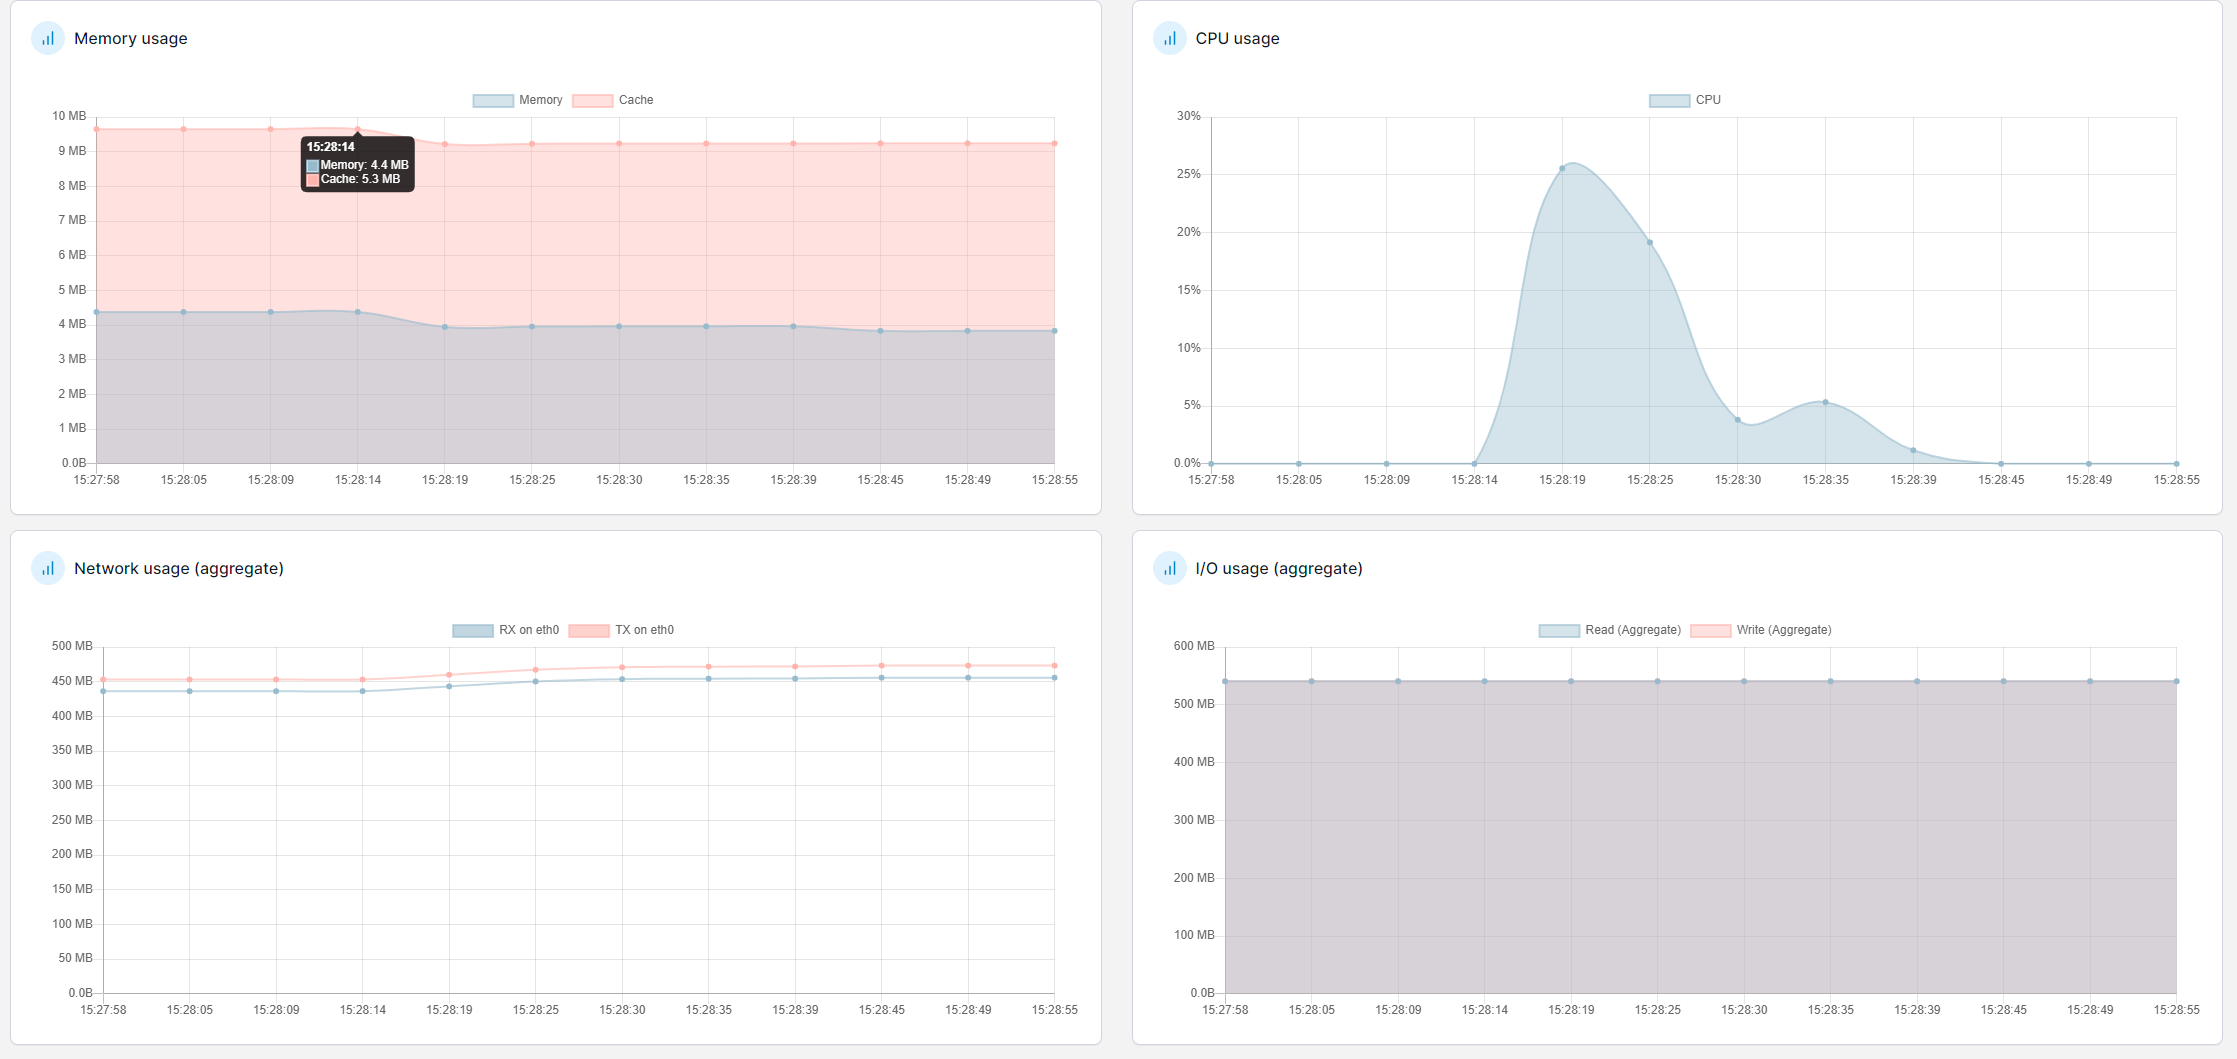 Memory usage
Memory Cache
10 MB
9 MB
8 MB
7 MB
6 MB
5 MB
4 MB
3 MB
2 MB
1 MB
0.0B
15:28:14
Memory: 4.4 MB
Cache: 5.3 MB
15:27:58 15:28:05 15:28:09 15:28:14 15:28:19 15:28:25 15:28:30 15:28:35 15:28:39 15:28:45 15:28:49 15:28:55
CPU usage
CPU
30%
25%
20%
15%
10%
5%
0.0%
15:27:58 15:28:05 15:28:09 15:28:14 15:28:19 15:28:25 15:28:30 15:28:35 15:28:39 15:28:45 15:28:49 15:28:55
Network usage (aggregate)
RX on eth0 TX on eth0
500 MB
450 MB
400 MB
350 MB
300 MB
250 MB
200 MB
150 MB
100 MB
50 MB
0.0B
15:27:58 15:28:05 15:28:09 15:28:14 15:28:19 15:28:25 15:28:30 15:28:35 15:28:39 15:28:45 15:28:49 15:28:55
I/O usage (aggregate)
Read (Aggregate) Write (Aggregate)
600 MB
500 MB
400 MB
300 MB
200 MB
100 MB
0.0B
15:27:58 15:28:05 15:28:09 15:28:14 15:28:19 15:28:25 15:28:30 15:28:35 15:28:39 15:28:45 15:28:49 15:28:55